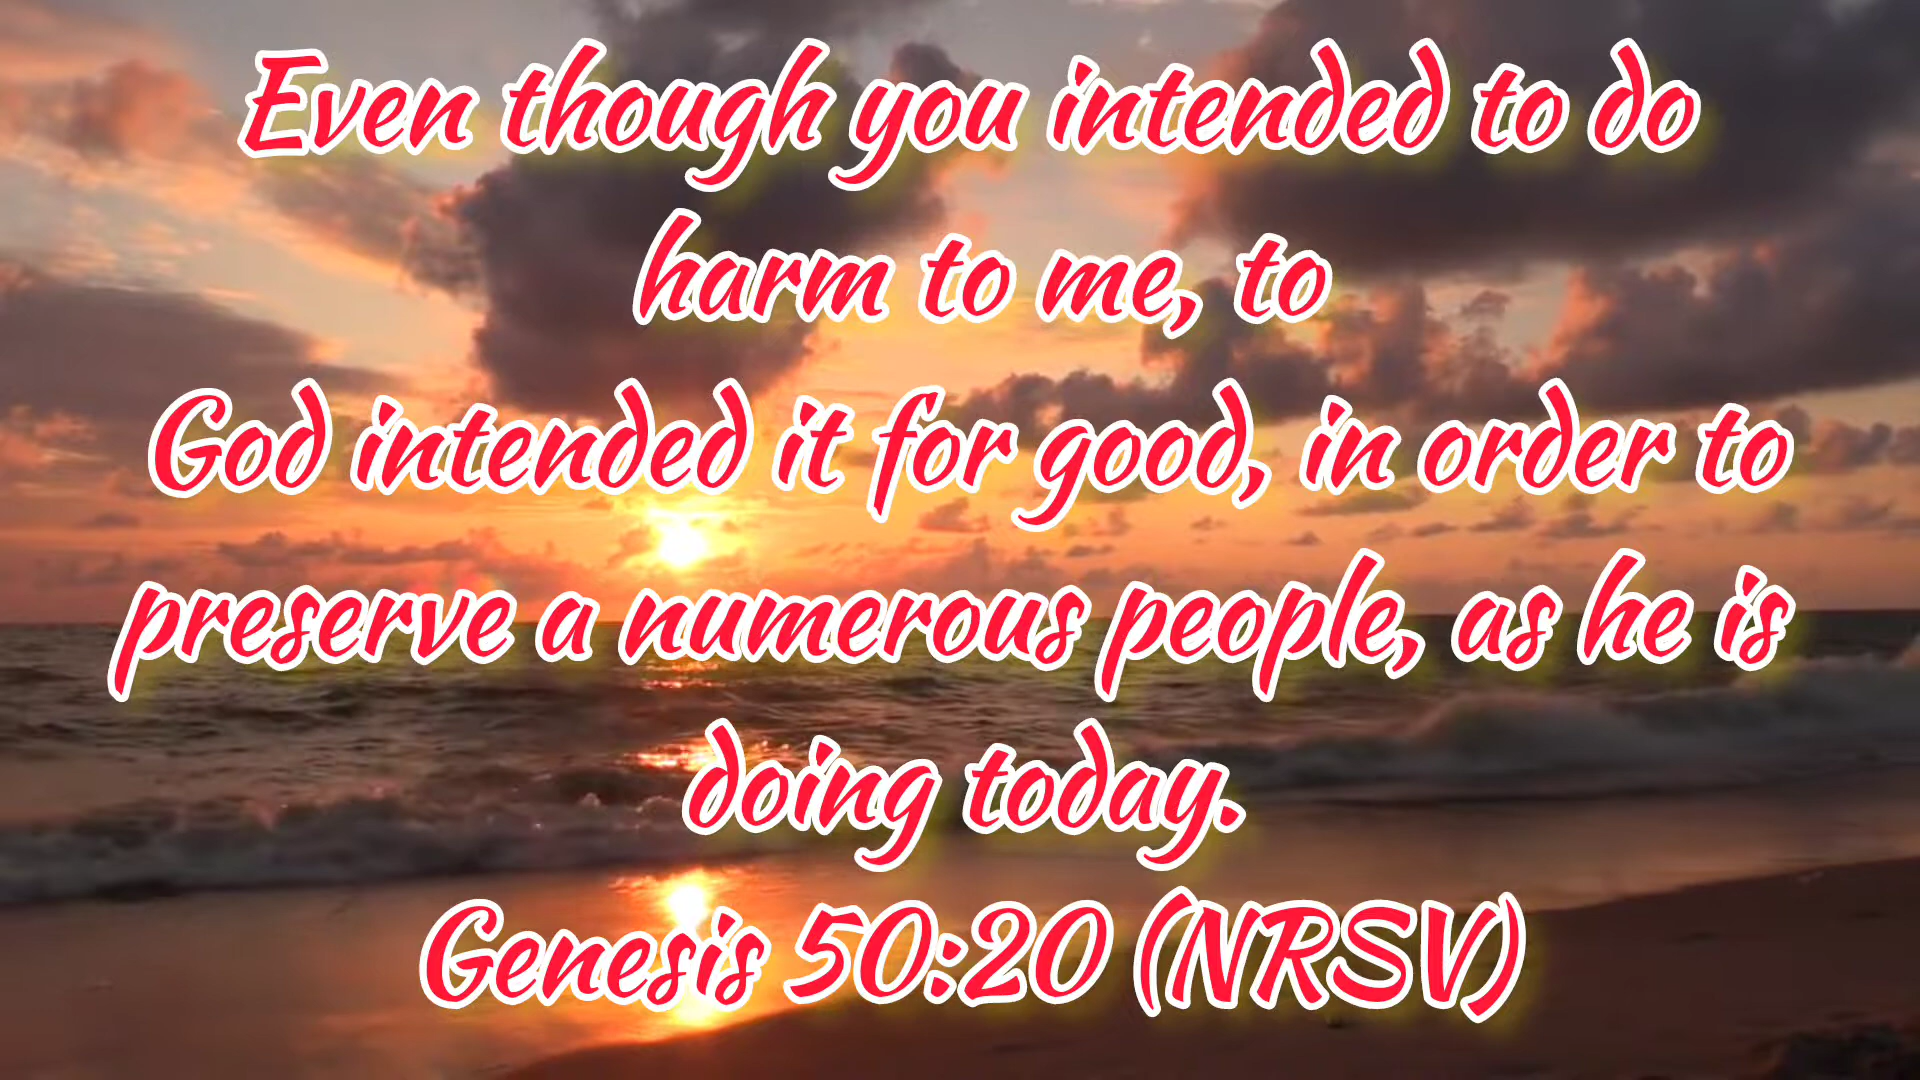 Even though you intended to do
harm to me, to
God intended it for good, in order to
preserve a numerous people, as he is
doing today.
Genesis 50:20 (NRSV)